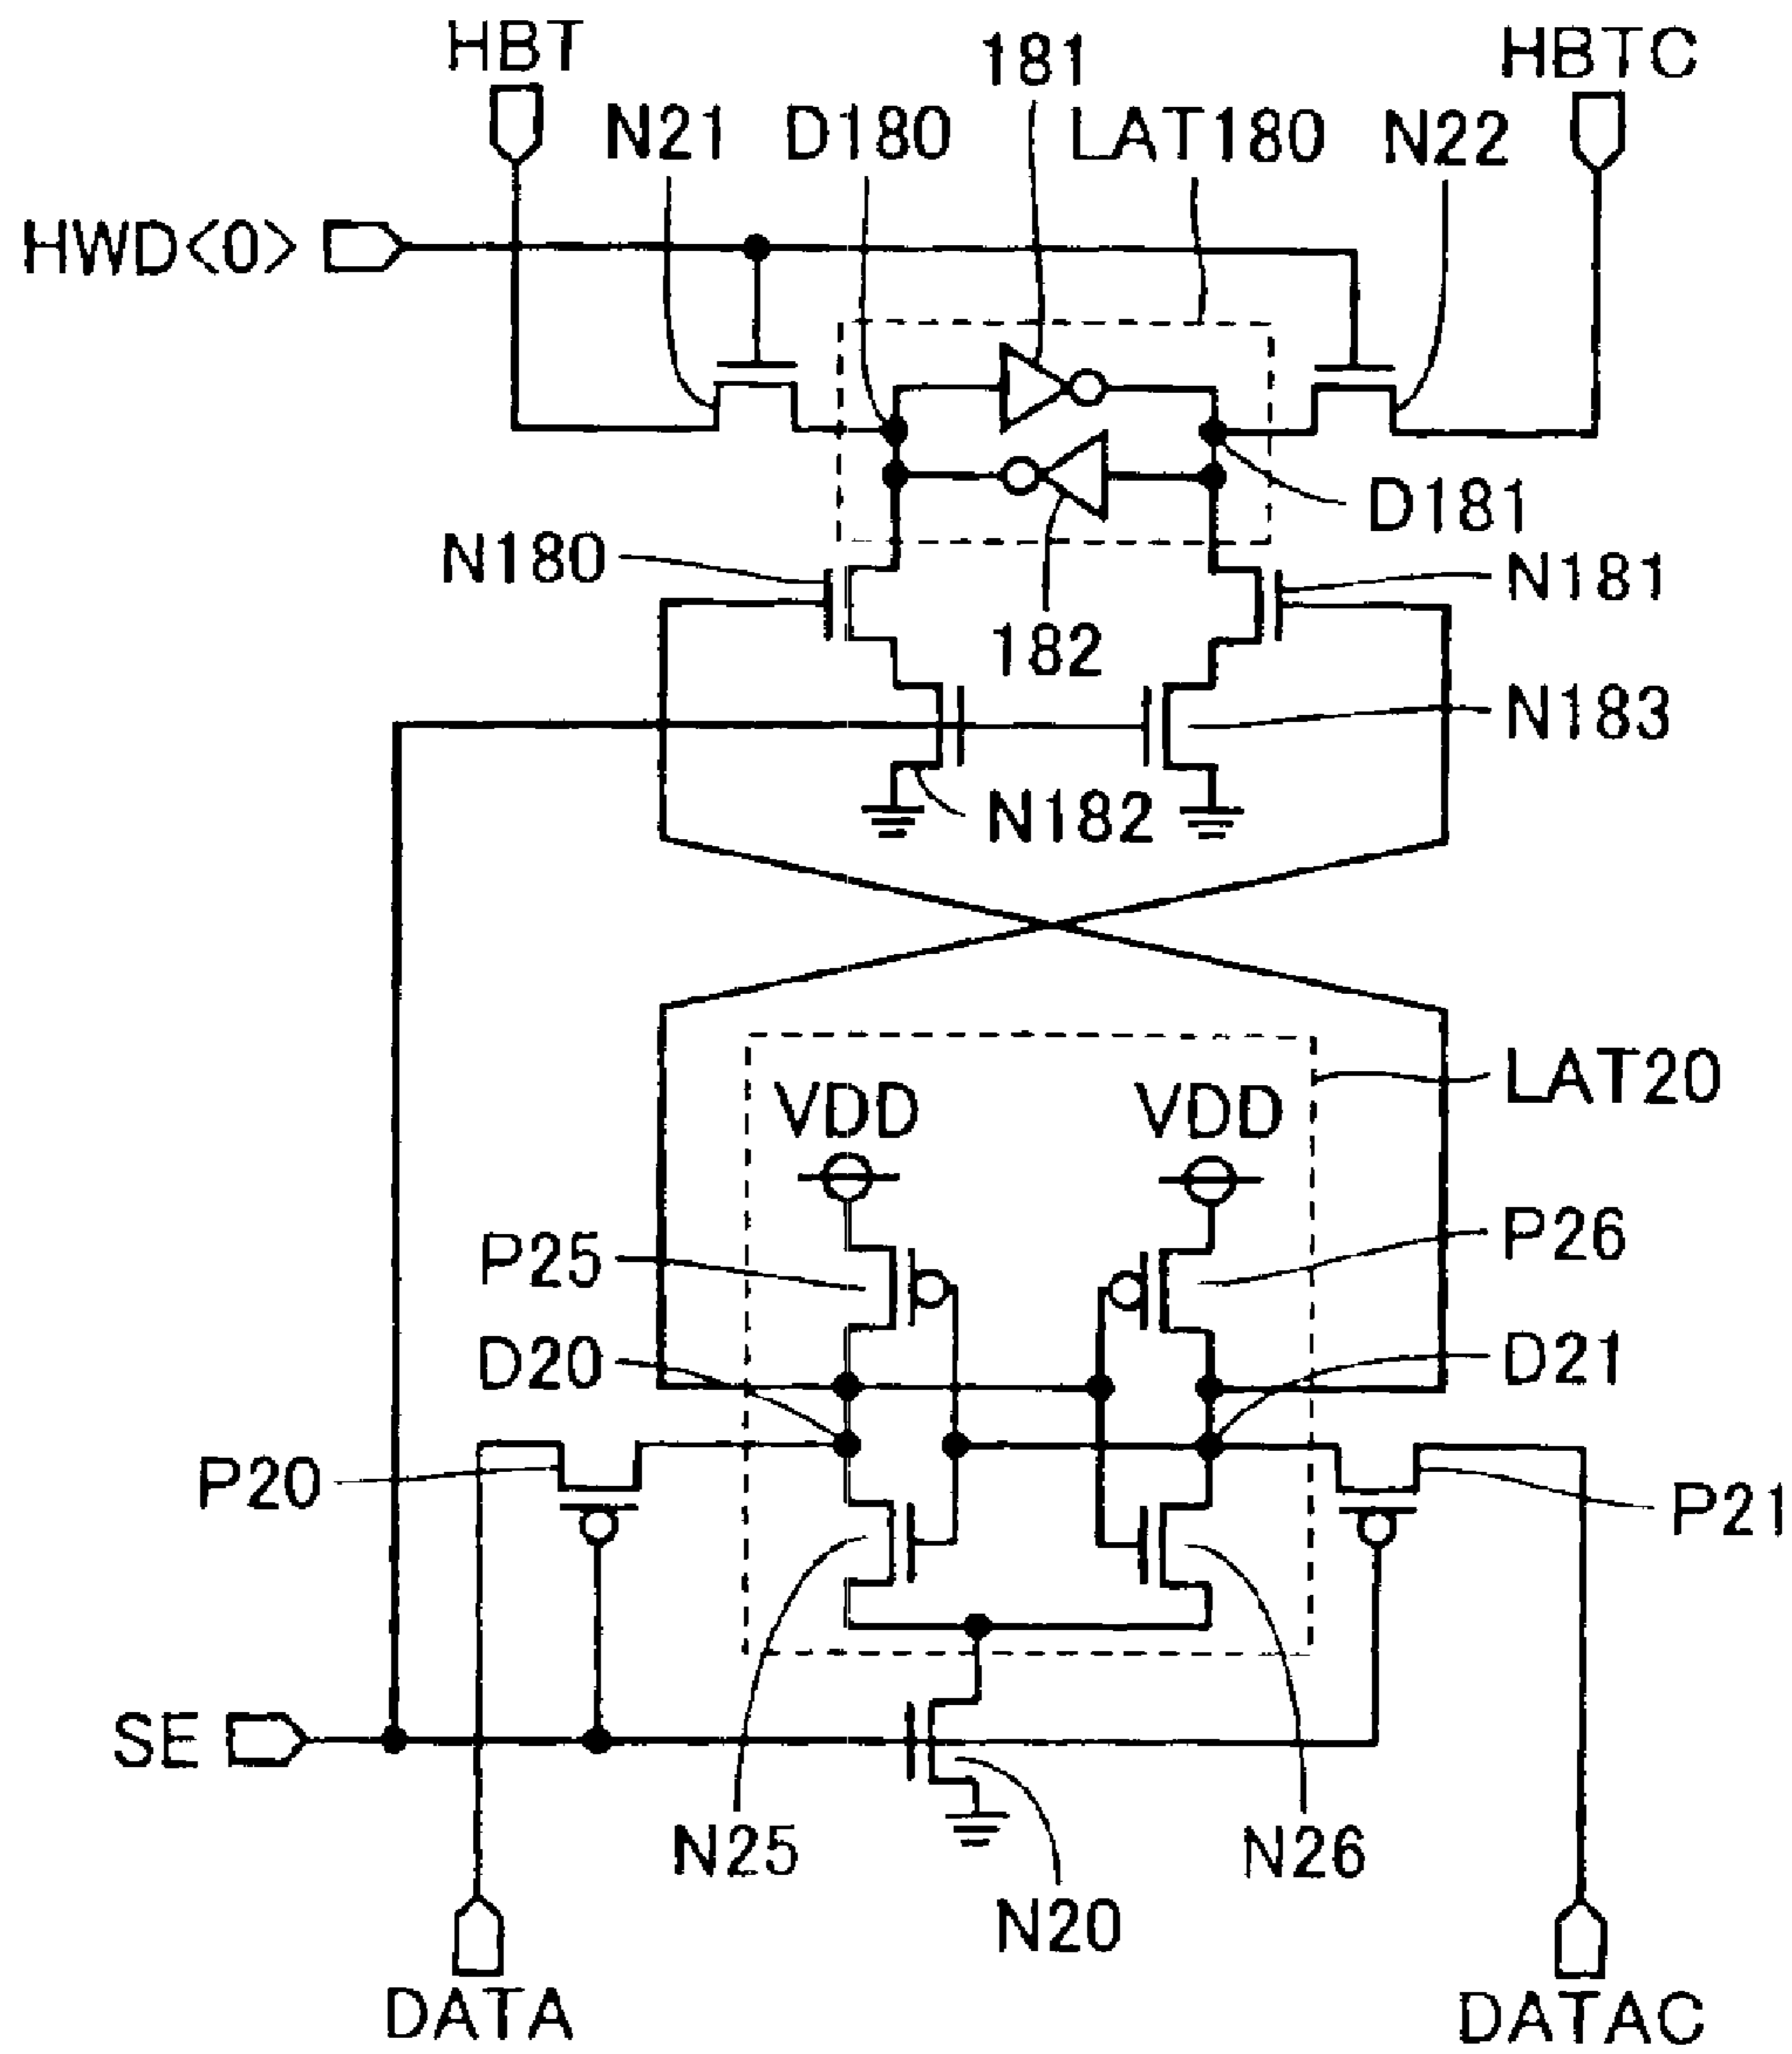 HBT
181
HBTC
N21
D180
LAT180
N22
HWD<0>
D181
N180
N181
182
N183
N182
LAT20
VDD
VDD
P25
P26
D20
D21
P20
P21
SE
N25
N26
N20
DATA
DATAC